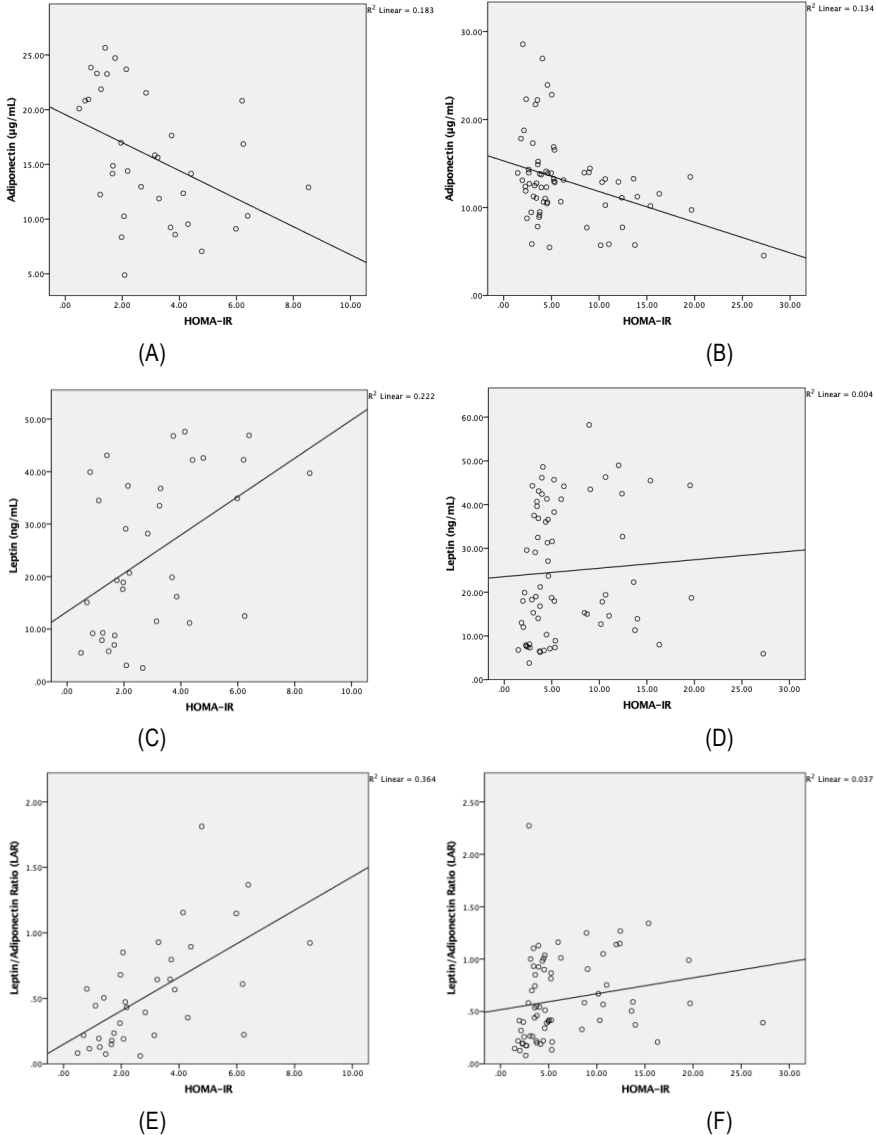 R² Linear = 0.183
25.00
20.00
15.00
10.00
5.00
Adiponectin (µg/mL)
.00 2.00 4.00 6.00 8.00 10.00
HOMA-IR
(A)
R² Linear = 0.134
30.00
20.00
10.00
.00
Adiponectin (µg/mL)
.00 5.00 10.00 15.00 20.00 25.00 30.00
HOMA-IR
(B)
R² Linear = 0.222
50.00
40.00
30.00
20.00
10.00
.00
Leptin (ng/mL)
.00 2.00 4.00 6.00 8.00 10.00
HOMA-IR
(C)
R² Linear = 0.004
60.00
50.00
40.00
30.00
20.00
10.00
.00
Leptin (ng/mL)
.00 5.00 10.00 15.00 20.00 25.00 30.00
HOMA-IR
(D)
R² Linear = 0.364
2.00
1.50
1.00
.50
.00
Leptin/Adiponectin Ratio (LAR)
.00 2.00 4.00 6.00 8.00 10.00
HOMA-IR
(E)
R² Linear = 0.037
2.50
2.00
1.50
1.00
.50
.00
Leptin/Adiponectin Ratio (LAR)
.00 5.00 10.00 15.00 20.00 25.00 30.00
HOMA-IR
(F)